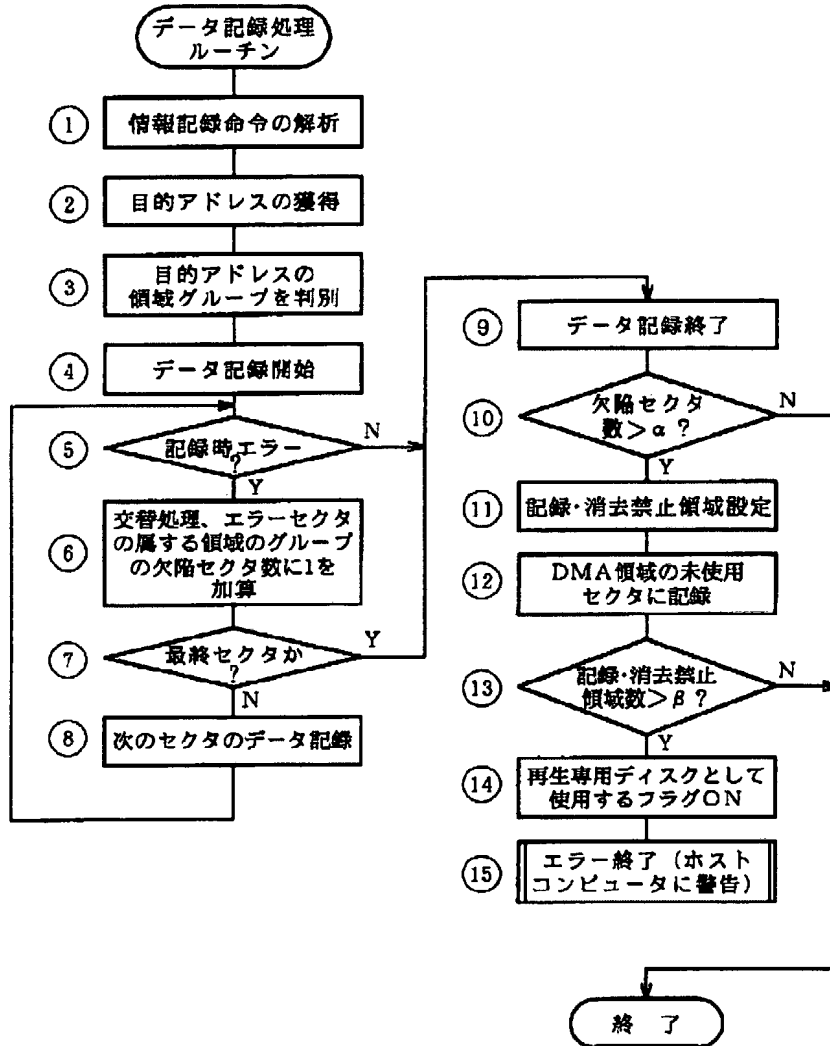 データ記録処理
ルーチン
① 情報記録命令の解析
② 目的アドレスの獲得
③ 目的アドレスの
領域グループを判別
④ データ記録開始
⑤ 記録時エラー
?
N
Y
⑥ 交替処理、エラーセクタ
の属する領域のグループ
の欠陥セクタ数に1を
加算
⑦ 最終セクタか
?
Y
N
⑧ 次のセクタのデータ記録
⑨ データ記録終了
⑩ 欠陥セクタ
数>α?
N
Y
⑪ 記録・消去禁止領域設定
⑫ DMA領域の未使用
セクタに記録
⑬ 記録・消去禁止
領域数>β?
N
Y
⑭ 再生専用ディスクとして
使用するフラグON
⑮ エラー終了(ホスト
コンピュータに警告)
終 了